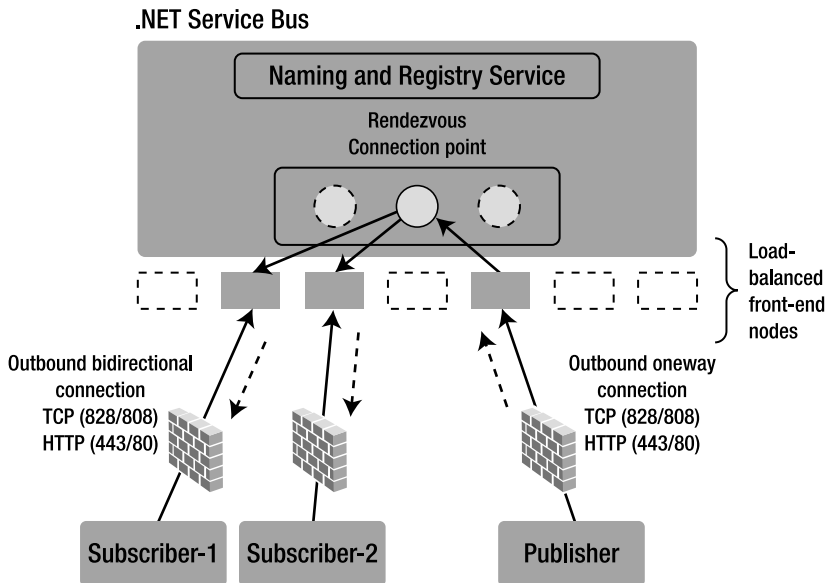 .NET Service Bus
Naming and Registry Service
Rendezvous
Connection point
Load-
balanced
front-end
nodes
Outbound bidirectional
connection
TCP (828/808)
HTTP (443/80)
Outbound oneway
connection
TCP (828/808)
HTTP (443/80)
Subscriber-1
Subscriber-2
Publisher